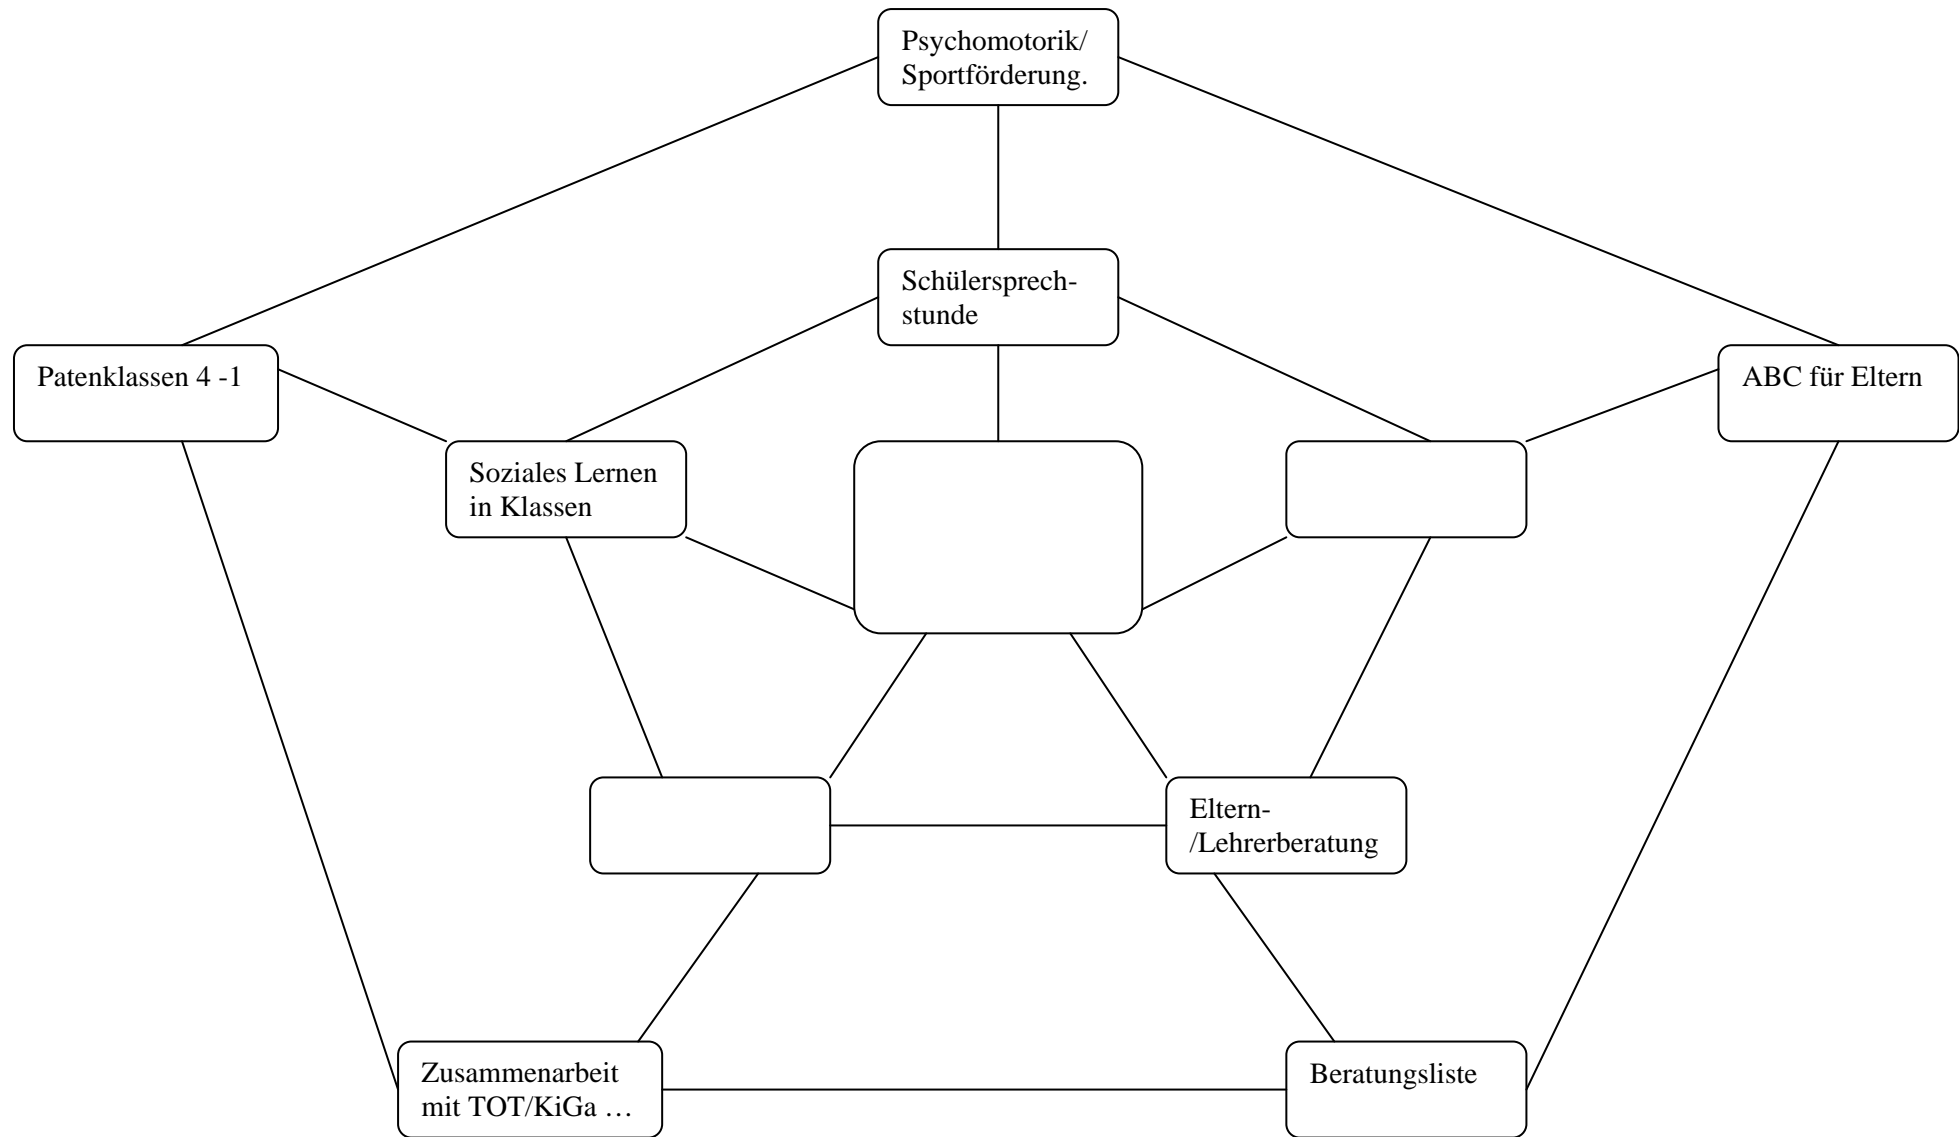 Psychomotorik/
Sportförderung.
Schülersprech-
stunde
Patenklassen 4 -1
ABC für Eltern
Soziales Lernen
in Klassen
Eltern-
/Lehrerberatung
Zusammenarbeit
mit TOT/KiGa …
Beratungsliste